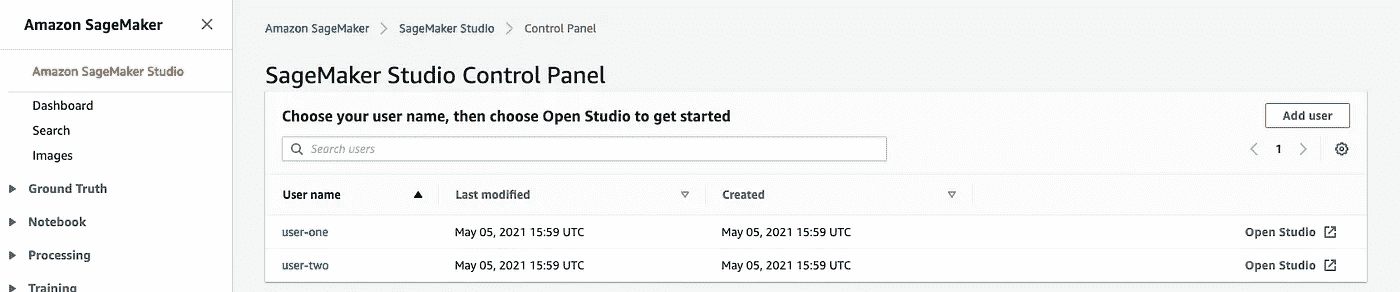 Amazon SageMaker
Amazon SageMaker Studio
Dashboard
Search
Images
Ground Truth
Notebook
Processing
Training
Amazon SageMaker > SageMaker Studio > Control Panel
SageMaker Studio Control Panel
Choose your user name, then choose Open Studio to get started
Add user
Search users
1
User name Last modified Created
user-one May 05, 2021 15:59 UTC May 05, 2021 15:59 UTC Open Studio
user-two May 05, 2021 15:59 UTC May 05, 2021 15:59 UTC Open Studio